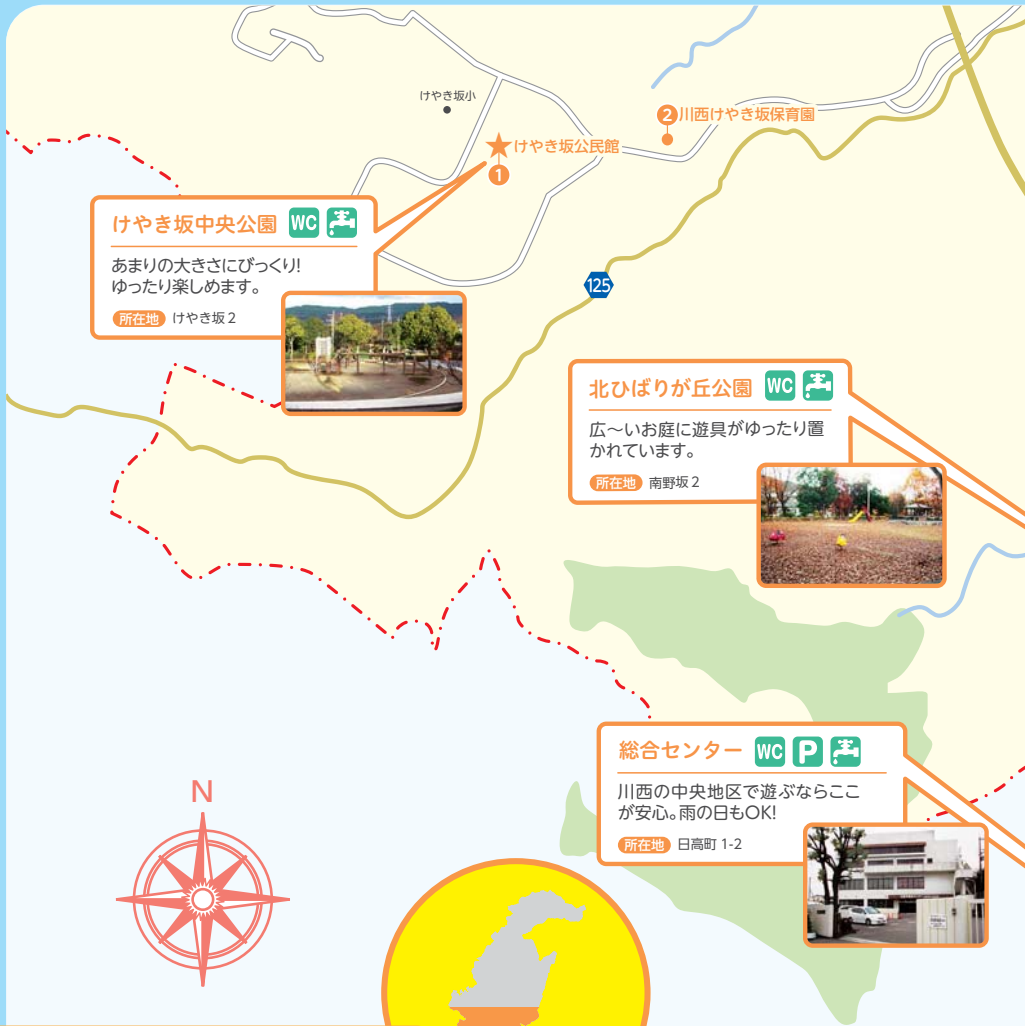 けやき坂小
2 川西けやき坂保育園
けやき坂公民館
1
けやき坂中央公園 WC
あまりの大きさにびっくり!
ゆったり楽しめます。
所在地 けやき坂 2
125
北ひばりが丘公園 WC
広〜いお庭に遊具がゆったり置
かれています。
所在地 南野坂 2
総合センター WC P
川西の中央地区で遊ぶならここ
が安心。雨の日もOK!
所在地 日高町 1-2
N